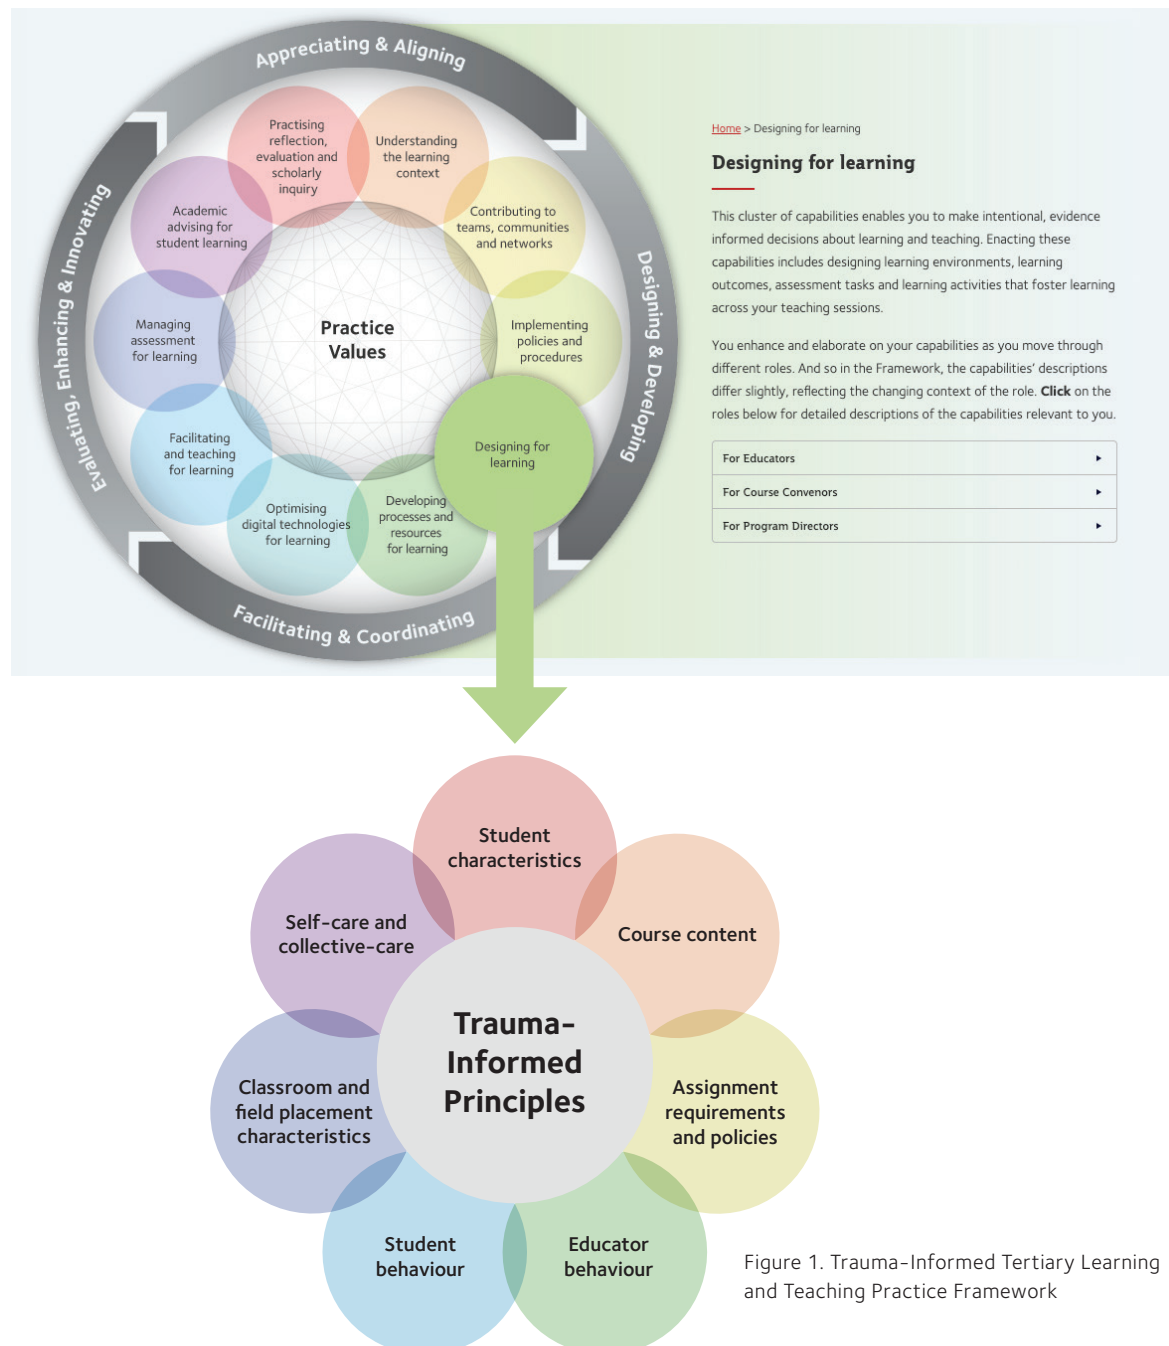 Appreciating & Aligning
Designing & Developing
Facilitating & Coordinating
Evaluating, Enhancing & Innovating
Practising
reflection,
evaluation and
scholarly
inquiry
Understanding
the learning
context
Contributing to
teams, communities
and networks
Implementing
policies and
procedures
Designing for
learning
Developing
processes and
resources
for learning
Optimising
digital technologies
for learning
Facilitating
and teaching
for learning
Managing
assessment
for learning
Academic
advising for
student learning
Practice
Values
Home > Designing for learning
Designing for learning
This cluster of capabilities enables you to make intentional, evidence
informed decisions about learning and teaching. Enacting these
capabilities includes designing learning environments, learning
outcomes, assessment tasks and learning activities that foster learning
across your teaching sessions.
You enhance and elaborate on your capabilities as you move through
different roles. And so in the Framework, the capabilities’ descriptions
differ slightly, reflecting the changing context of the role. Click on the
roles below for detailed descriptions of the capabilities relevant to you.
For Educators
For Course Convenors
For Program Directors
Student
characteristics
Course content
Assignment
requirements
and policies
Educator
behaviour
Student
behaviour
Classroom and
field placement
characteristics
Self-care and
collective-care
Trauma-
Informed
Principles
Figure 1. Trauma-Informed Tertiary Learning
and Teaching Practice Framework